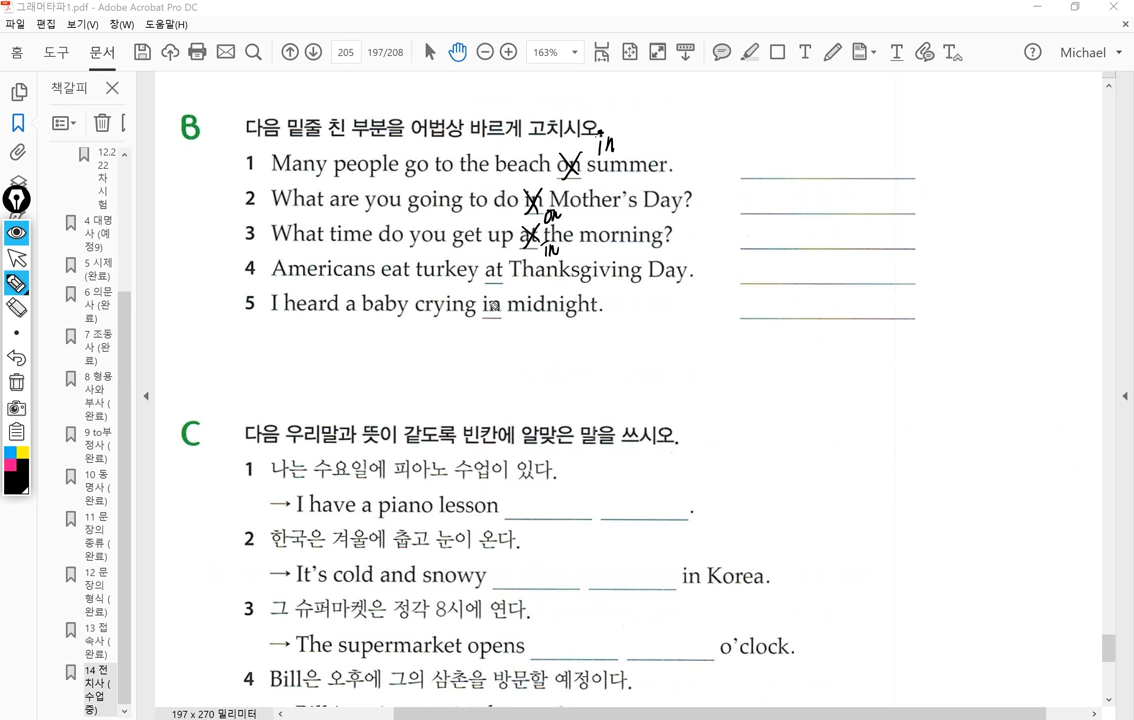 그래머타파1.pdf - Adobe Acrobat Pro DC
파일 편집 보기(V) 창(W) 도움말(H)
홈 도구 문서 205 197/208 163% Michael
책갈피
12.2
22
차
시
험
4 대명
사 (예
정9)
5 시제
(완료)
6 의문
사 (완
료)
7 조동
사 (완
료)
8 형용
사와
부사 (
완료)
9 to부
정사 (
완료)
10 동
명사 (
완료)
11 문
장의
종류 (
완료)
12 문
장의
형식 (
완료)
13 접
속사 (
완료)
14 전
치사 (
수업
중)
B 다음 밑줄 친 부분을 어법상 바르게 고치시오.
in
1 Many people go to the beach on summer.
2 What are you going to do in Mother's Day?
on
3 What time do you get up at the morning?
in
4 Americans eat turkey at Thanksgiving Day.
5 I heard a baby crying in midnight.
C 다음 우리말과 뜻이 같도록 빈칸에 알맞은 말을 쓰시오.
1 나는 수요일에 피아노 수업이 있다.
→ I have a piano lesson .
2 한국은 겨울에 춥고 눈이 온다.
→ It's cold and snowy in Korea.
3 그 슈퍼마켓은 정각 8시에 연다.
→ The supermarket opens o'clock.
4 Bill은 오후에 그의 삼촌을 방문할 예정이다.
197 x 270 밀리미터